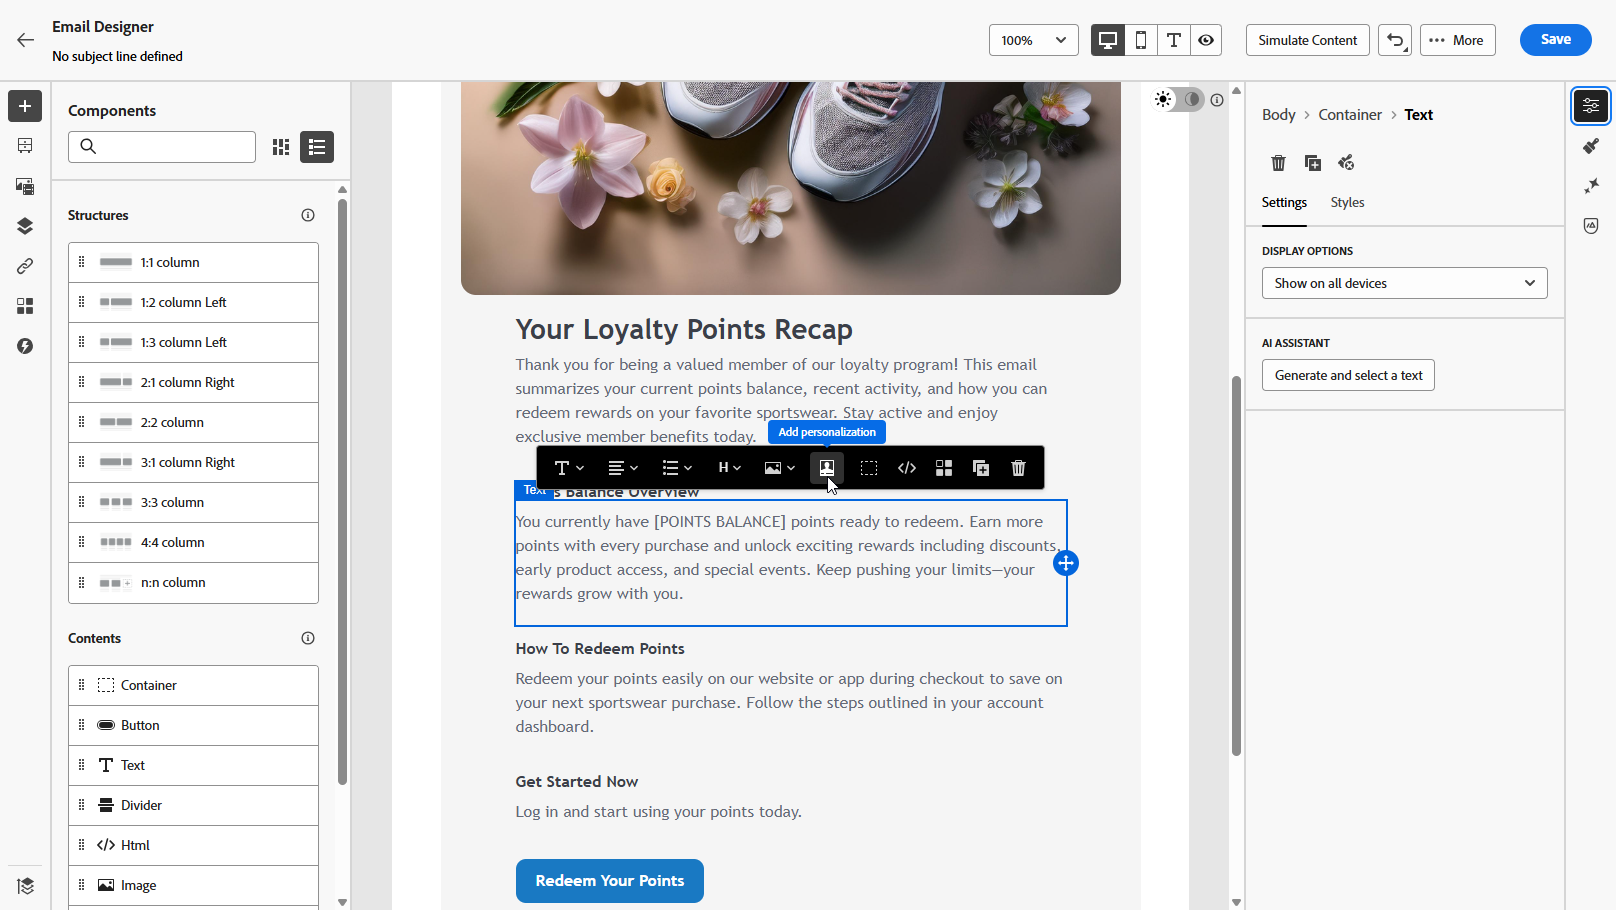 Email Designer
No subject line defined
100%
Simulate Content
More
Save
Components
Structures
1:1 column
1:2 column Left
1:3 column Left
2:1 column Right
2:2 column
3:1 column Right
3:3 column
4:4 column
n:n column
Contents
Container
Button
Text
Divider
Html
Image
Your Loyalty Points Recap
Thank you for being a valued member of our loyalty program! This email
summarizes your current points balance, recent activity, and how you can
redeem rewards on your favorite sportswear. Stay active and enjoy
exclusive member benefits today.
Add personalization
H
Text
s Balance Overview
You currently have [POINTS BALANCE] points ready to redeem. Earn more
points with every purchase and unlock exciting rewards including discounts,
early product access, and special events. Keep pushing your limits—your
rewards grow with you.
How To Redeem Points
Redeem your points easily on our website or app during checkout to save on
your next sportswear purchase. Follow the steps outlined in your account
dashboard.
Get Started Now
Log in and start using your points today.
Redeem Your Points
Body > Container > Text
Settings Styles
DISPLAY OPTIONS
Show on all devices
AI ASSISTANT
Generate and select a text